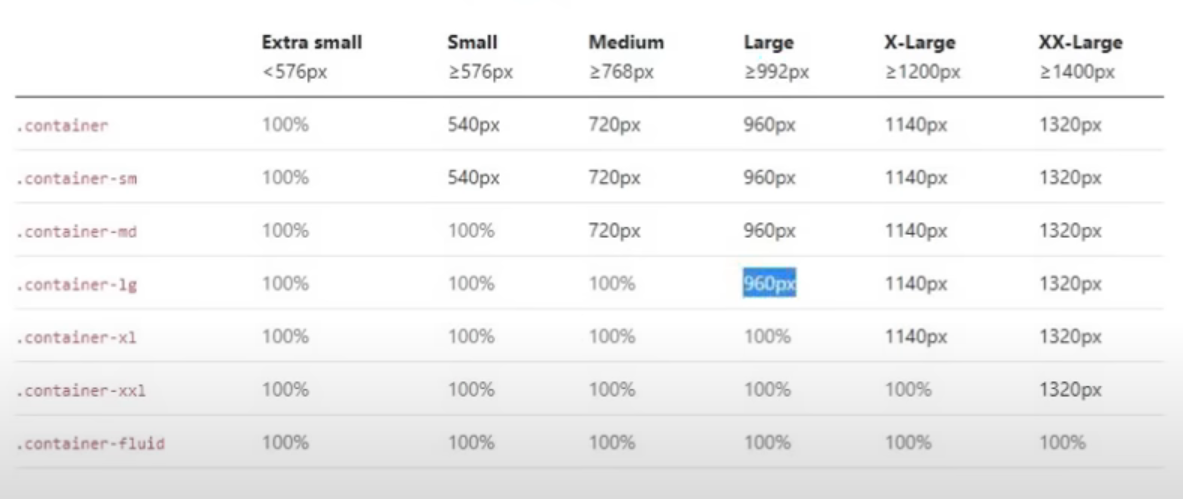 Extra small Small Medium Large X-Large XX-Large
<576px ≥576px ≥768px ≥992px ≥1200px ≥1400px
.container 100% 540px 720px 960px 1140px 1320px
.container-sm 100% 540px 720px 960px 1140px 1320px
.container-md 100% 100% 720px 960px 1140px 1320px
.container-lg 100% 100% 100% 960px 1140px 1320px
.container-xl 100% 100% 100% 100% 1140px 1320px
.container-xxl 100% 100% 100% 100% 100% 1320px
.container-fluid 100% 100% 100% 100% 100% 100%